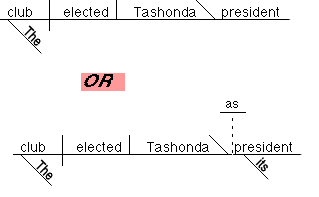 club elected Tashonda president
The
OR
as
club elected Tashonda president
The its